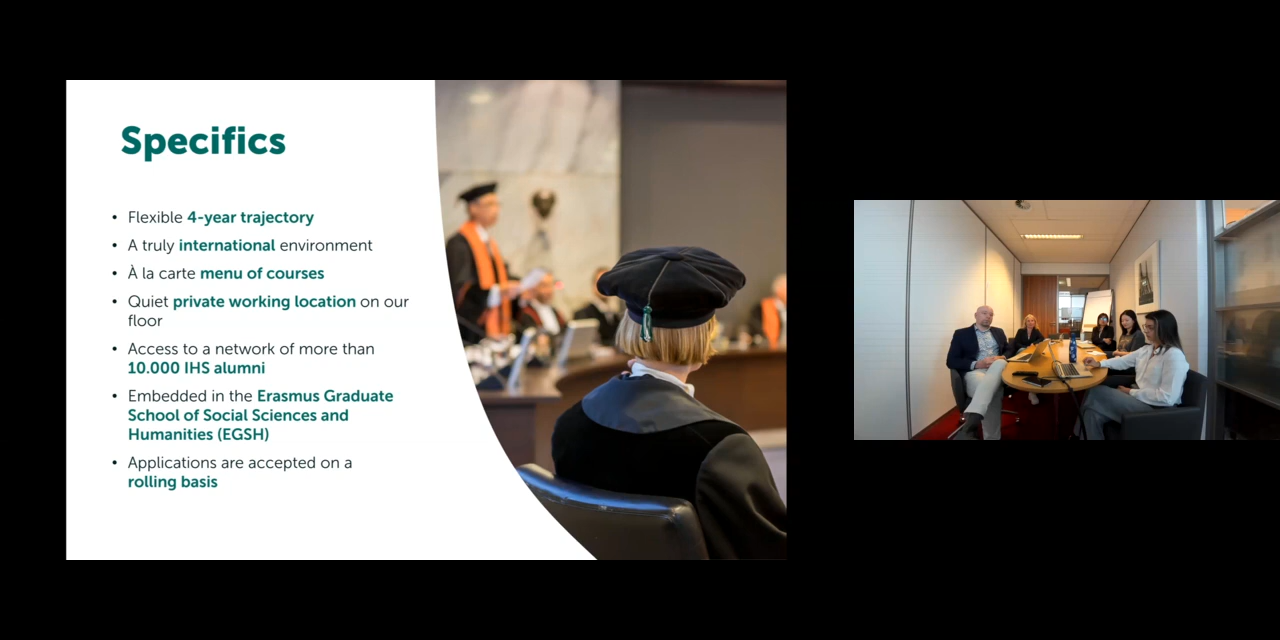 Specifics
• Flexible 4-year trajectory
• A truly international environment
• À la carte menu of courses
• Quiet private working location on our
floor
• Access to a network of more than
10.000 IHS alumni
• Embedded in the Erasmus Graduate
School of Social Sciences and
Humanities (EGSH)
• Applications are accepted on a
rolling basis